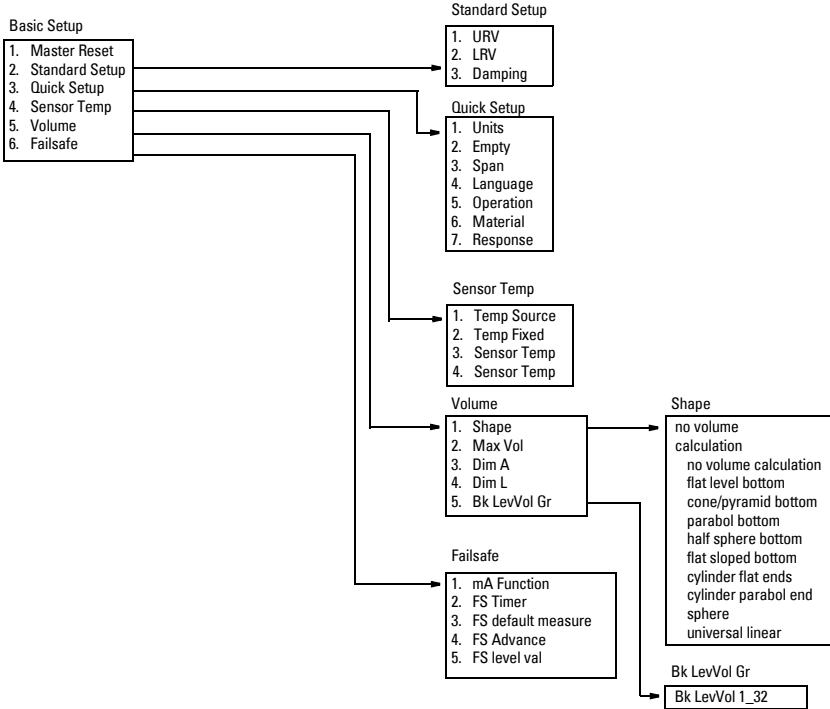 Basic Setup
1. Master Reset
2. Standard Setup
3. Quick Setup
4. Sensor Temp
5. Volume
6. Failsafe
Standard Setup
1. URV
2. LRV
3. Damping
Quick Setup
1. Units
2. Empty
3. Span
4. Language
5. Operation
6. Material
7. Response
Sensor Temp
1. Temp Source
2. Temp Fixed
3. Sensor Temp
4. Sensor Temp
Volume
1. Shape
2. Max Vol
3. Dim A
4. Dim L
5. Bk LevVol Gr
Shape
no volume
calculation
no volume calculation
flat level bottom
cone/pyramid bottom
parabol bottom
half sphere bottom
flat sloped bottom
cylinder flat ends
cylinder parabol end
sphere
universal linear
Failsafe
1. mA Function
2. FS Timer
3. FS default measure
4. FS Advance
5. FS level val
Bk LevVol Gr
Bk LevVol 1_32